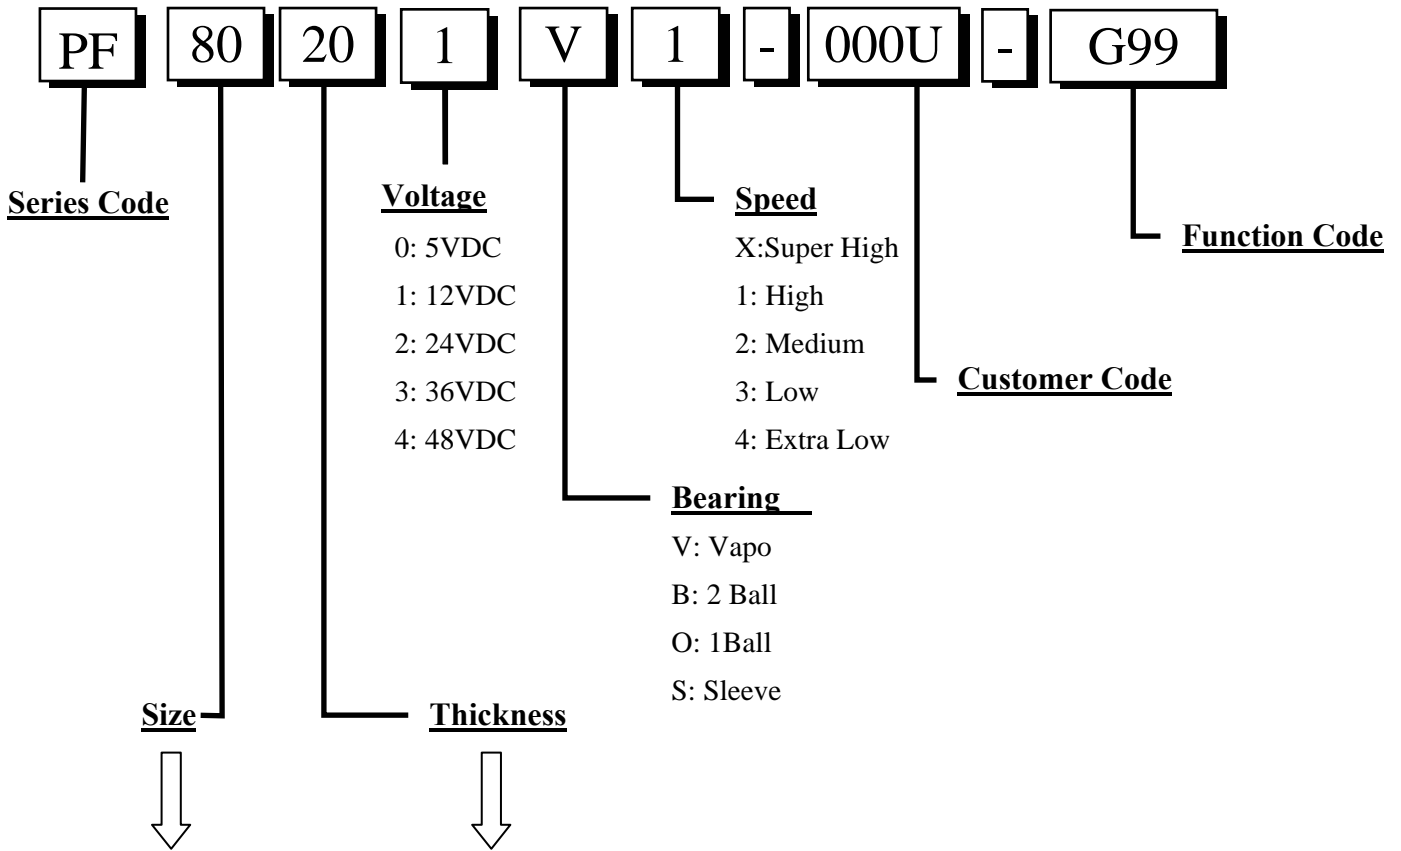 PF 80 20 1 V 1 - 000U - G99
Series Code
Voltage
0: 5VDC
1: 12VDC
2: 24VDC
3: 36VDC
4: 48VDC
Speed
X:Super High
1: High
2: Medium
3: Low
4: Extra Low
Function Code
Customer Code
Bearing
V: Vapo
B: 2 Ball
O: 1Ball
S: Sleeve
Size
Thickness